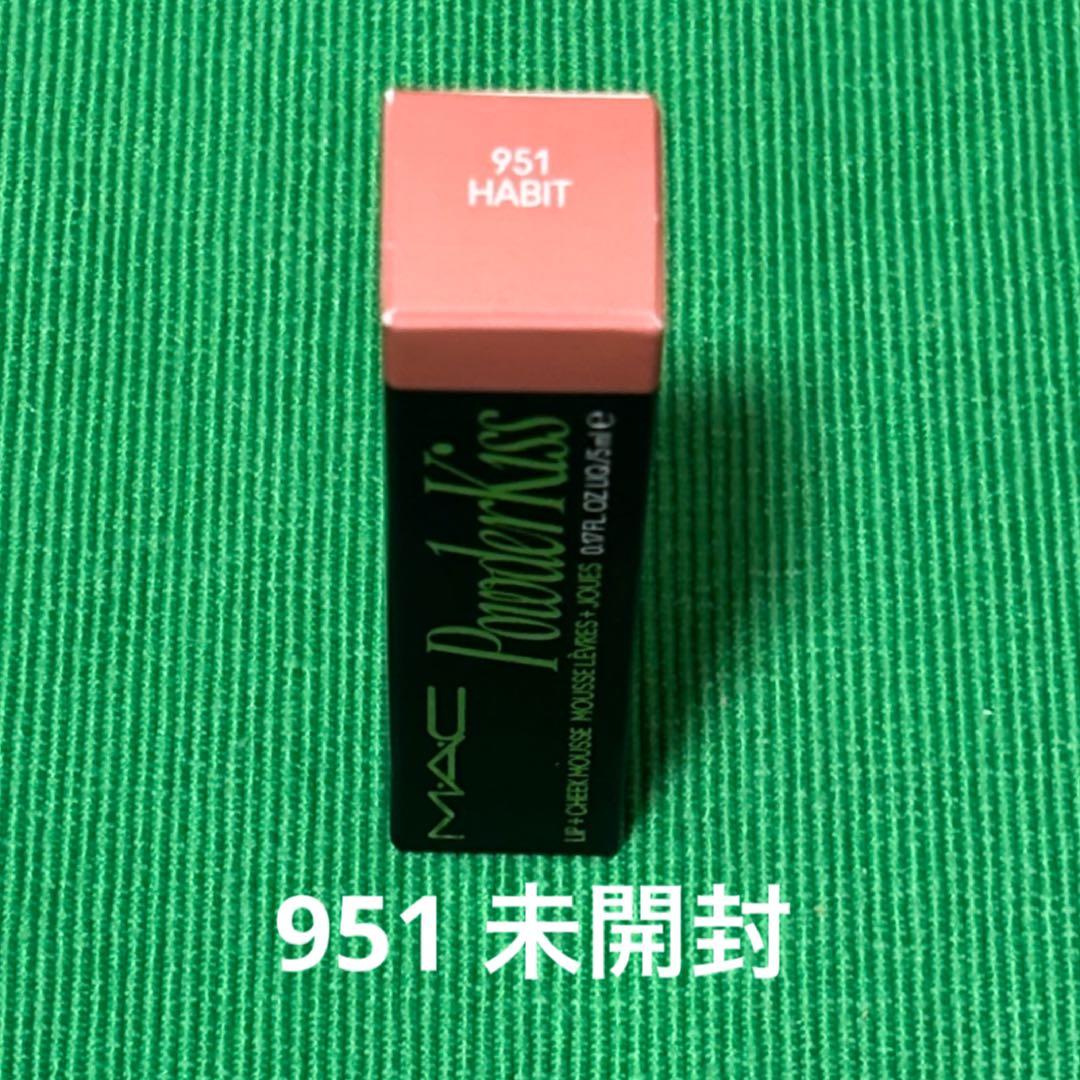 951
HABIT
M·A·C
PowderKiss
LIP + CHEEK MOUSSE MOUSSE LÈVRES + JOUES 0.17 FL OZ LIQ/5 ml ℮
951 未開封